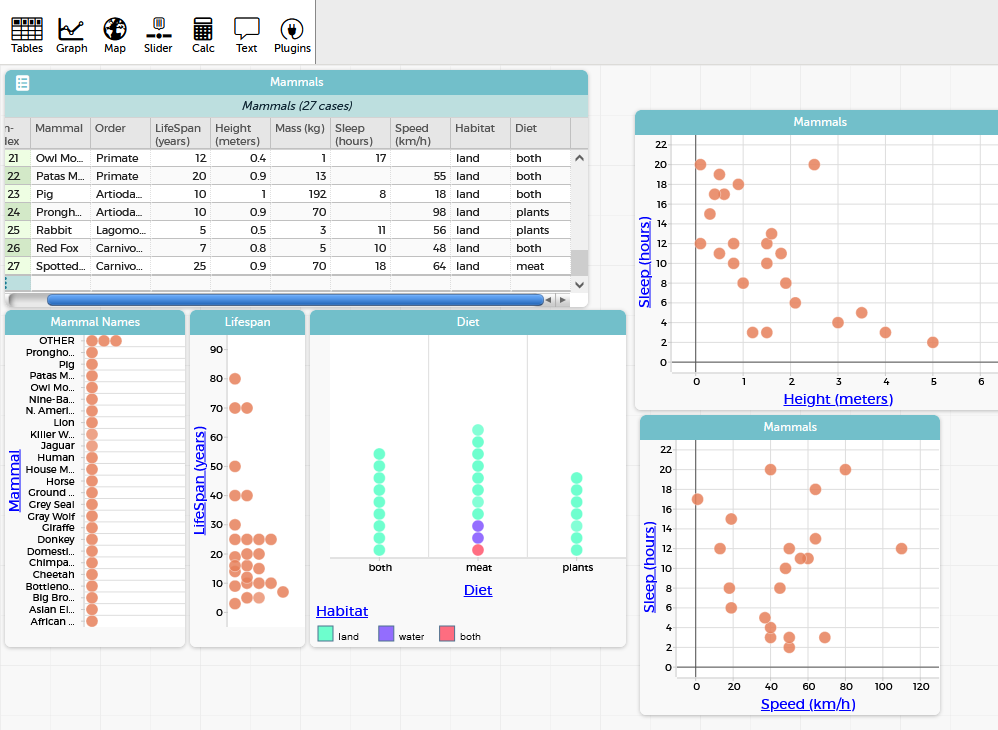 Tables Graph Map Slider Calc Text Plugins
Mammals
Mammals (27 cases)
n-dex Mammal Order LifeSpan (years) Height (meters) Mass (kg) Sleep (hours) Speed (km/h) Habitat Diet
21 Owl Mo... Primate 12 0.4 1 17 land both
22 Patas M... Primate 20 0.9 13 55 land both
23 Pig Artioda... 10 1 192 8 18 land both
24 Prongh... Artioda... 10 0.9 70 98 land plants
25 Rabbit Lagomo... 5 0.5 3 11 56 land plants
26 Red Fox Carnivo... 7 0.8 5 10 48 land both
27 Spotted... Carnivo... 25 0.9 70 18 64 land meat
Mammal Names
OTHER
Prongho...
Pig
Patas M...
Owl Mo...
Nine-Ba...
N. Ameri...
Lion
Killer W...
Jaguar
Human
House M...
Horse
Ground ...
Grey Seal
Gray Wolf
Giraffe
Donkey
Domesti...
Chimpa...
Cheetah
Bottleno...
Big Bro...
Asian El...
African ...
Mammal
Lifespan
90
80
70
60
50
40
30
20
10
0
LifeSpan (years)
Diet
both meat plants
Diet
Habitat
land water both
Mammals
22
20
18
16
14
12
10
8
6
4
2
0
Sleep (hours)
0 1 2 3 4 5 6
Height (meters)
Mammals
22
20
18
16
14
12
10
8
6
4
2
0
Sleep (hours)
0 20 40 60 80 100 120
Speed (km/h)